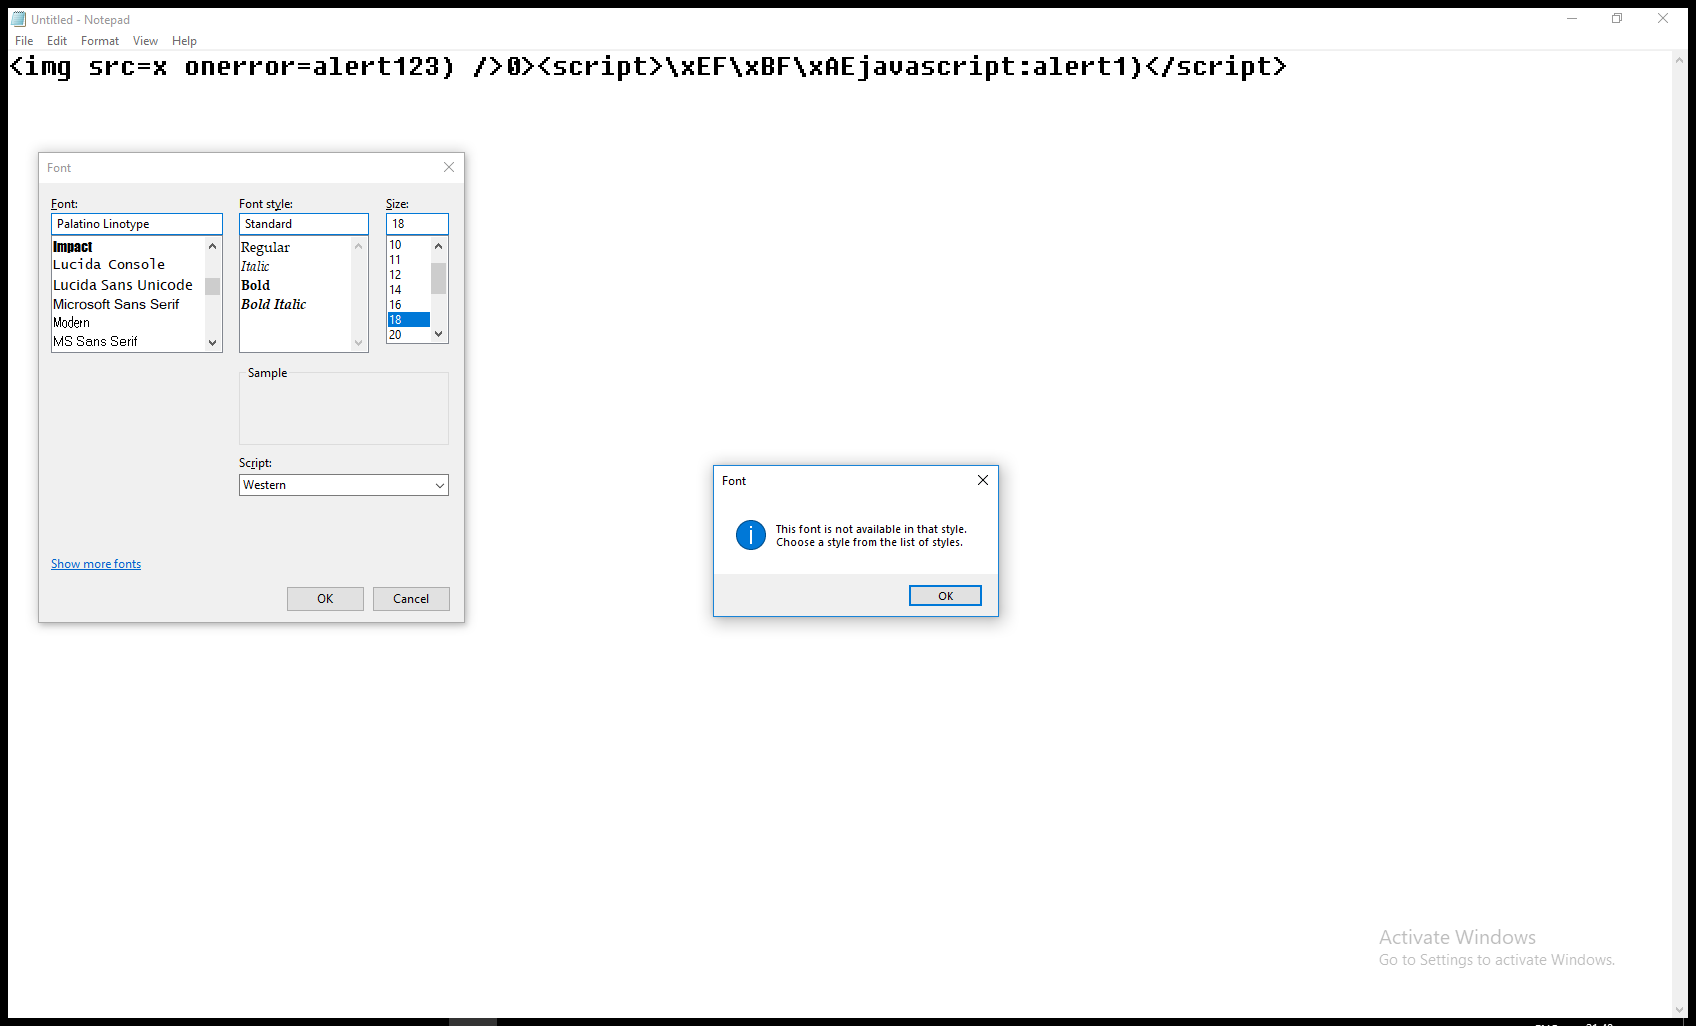 Untitled - Notepad
File Edit Format View Help
<img src=x onerror=alert123) />0><script>\xEF\xBF\xAEjavascript:alert1)</script>
Font
Font: Font style: Size:
Palatino Linotype Standard 18
Impact
Lucida Console
Lucida Sans Unicode
Microsoft Sans Serif
Modern
MS Sans Serif
Regular
Italic
Bold
Bold Italic
10
11
12
14
16
18
20
Sample
Script:
Western
Show more fonts
OK Cancel
Font
This font is not available in that style.
Choose a style from the list of styles.
OK
Activate Windows
Go to Settings to activate Windows.